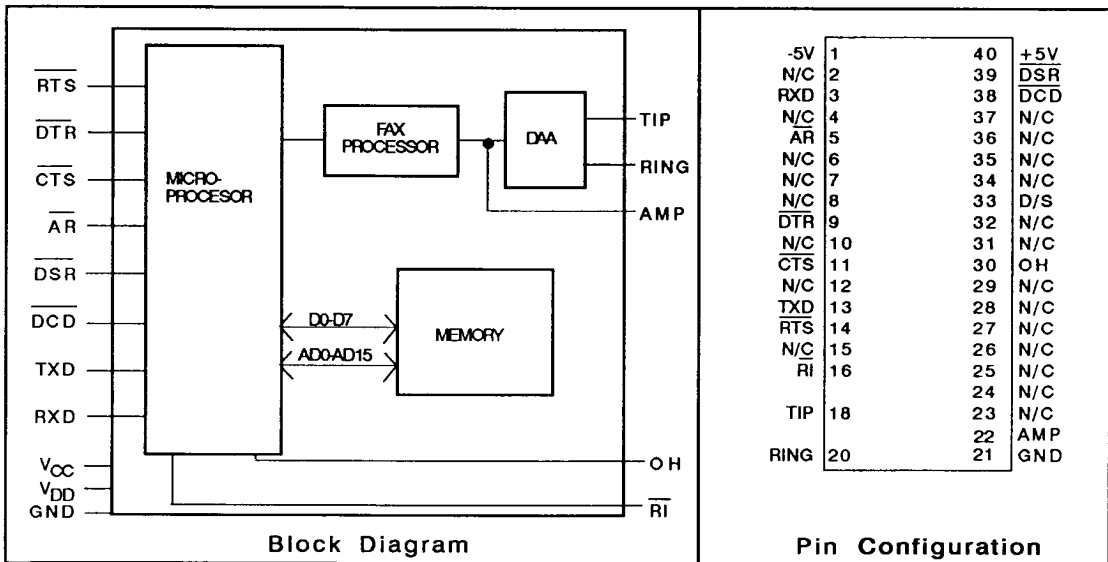 RTS
DTR
CTS
AR
DSR
DCD
TXD
RXD
VCC
VDD
GND
MICRO-
PROCESOR
FAX
PROCESSOR
DAA
TIP
RING
AMP
D0-D7
AD0-AD15
MEMORY
OH
RI
Block Diagram
-5V 1 40 +5V
N/C 2 39 DSR
RXD 3 38 DCD
N/C 4 37 N/C
AR 5 36 N/C
N/C 6 35 N/C
N/C 7 34 N/C
N/C 8 33 D/S
DTR 9 32 N/C
N/C 10 31 N/C
CTS 11 30 OH
N/C 12 29 N/C
TXD 13 28 N/C
RTS 14 27 N/C
N/C 15 26 N/C
RI 16 25 N/C
24 N/C
TIP 18 23 N/C
22 AMP
RING 20 21 GND
Pin Configuration